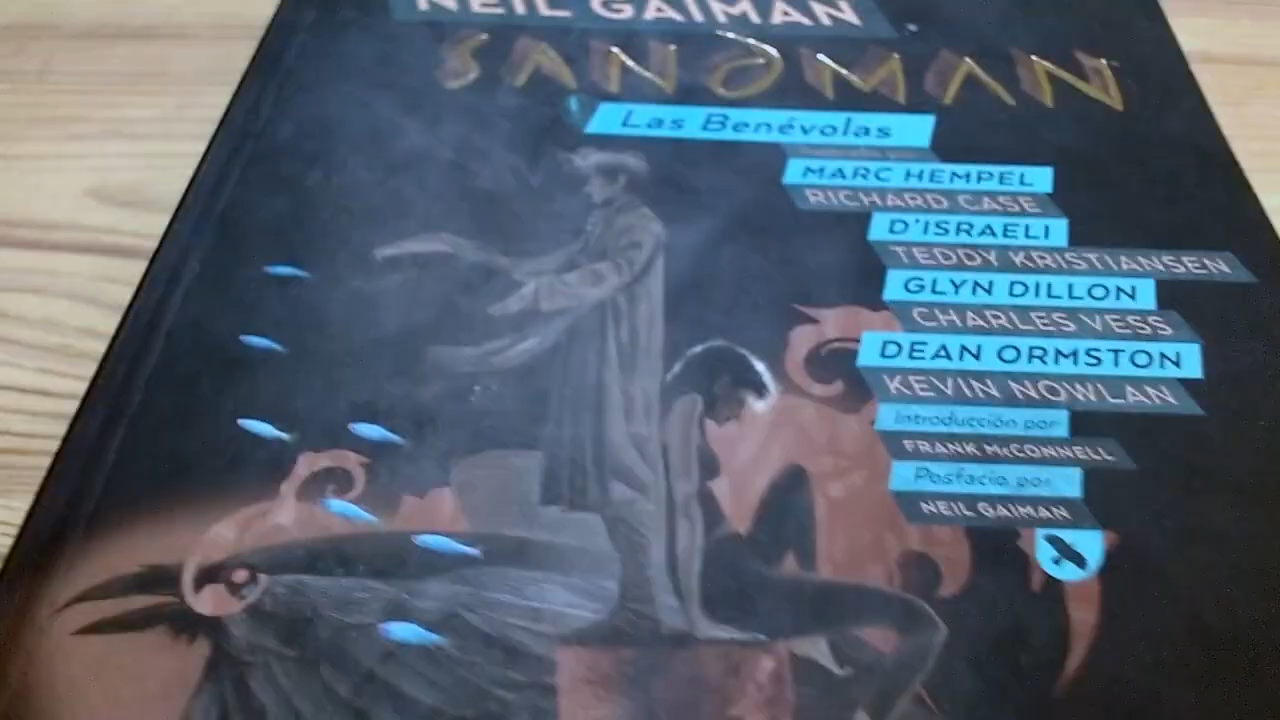 NEIL GAIMAN
SANDMAN
Las Benévolas
MARC HEMPEL
RICHARD CASE
D'ISRAELI
TEDDY KRISTIANSEN
GLYN DILLON
CHARLES VESS
DEAN ORMSTON
KEVIN NOWLAN
Introducción por
FRANK McCONNELL
Posfacio por
NEIL GAIMAN